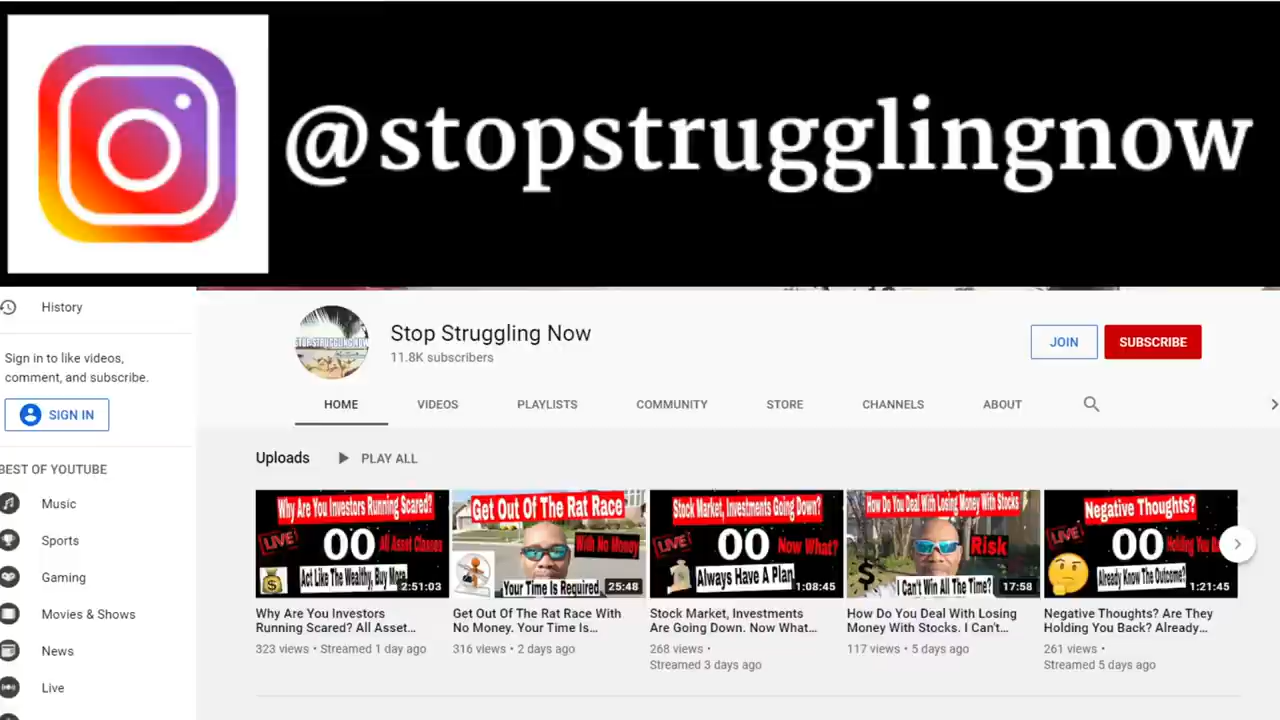 @stopstrugglingnow
History
Sign in to like videos,
comment, and subscribe.
SIGN IN
BEST OF YOUTUBE
Music
Sports
Gaming
Movies & Shows
News
Live
Stop Struggling Now
11.8K subscribers
JOIN
SUBSCRIBE
HOME
VIDEOS
PLAYLISTS
COMMUNITY
STORE
CHANNELS
ABOUT
Uploads
PLAY ALL
Why Are You Investors Running Scared?
LIVE
00
All Asset Classes
Act Like The Wealthy, Buy More
2:51:03
Why Are You Investors
Running Scared? All Asset...
323 views • Streamed 1 day ago
Get Out Of The Rat Race
With No Money
Your Time Is Required
25:48
Get Out Of The Rat Race With
No Money. Your Time Is...
316 views • 2 days ago
Stock Market, Investments Going Down?
LIVE
00
Now What?
Always Have A Plan
1:08:45
Stock Market, Investments
Are Going Down. Now What...
268 views •
Streamed 3 days ago
How Do You Deal With Losing Money With Stocks
Risk
I Can't Win All The Time?
17:58
How Do You Deal With Losing
Money With Stocks. I Can't...
117 views • 5 days ago
Negative Thoughts?
LIVE
00
Holding You
Already Know The Outcome?
1:21:45
Negative Thoughts? Are They
Holding You Back? Already...
261 views •
Streamed 5 days ago